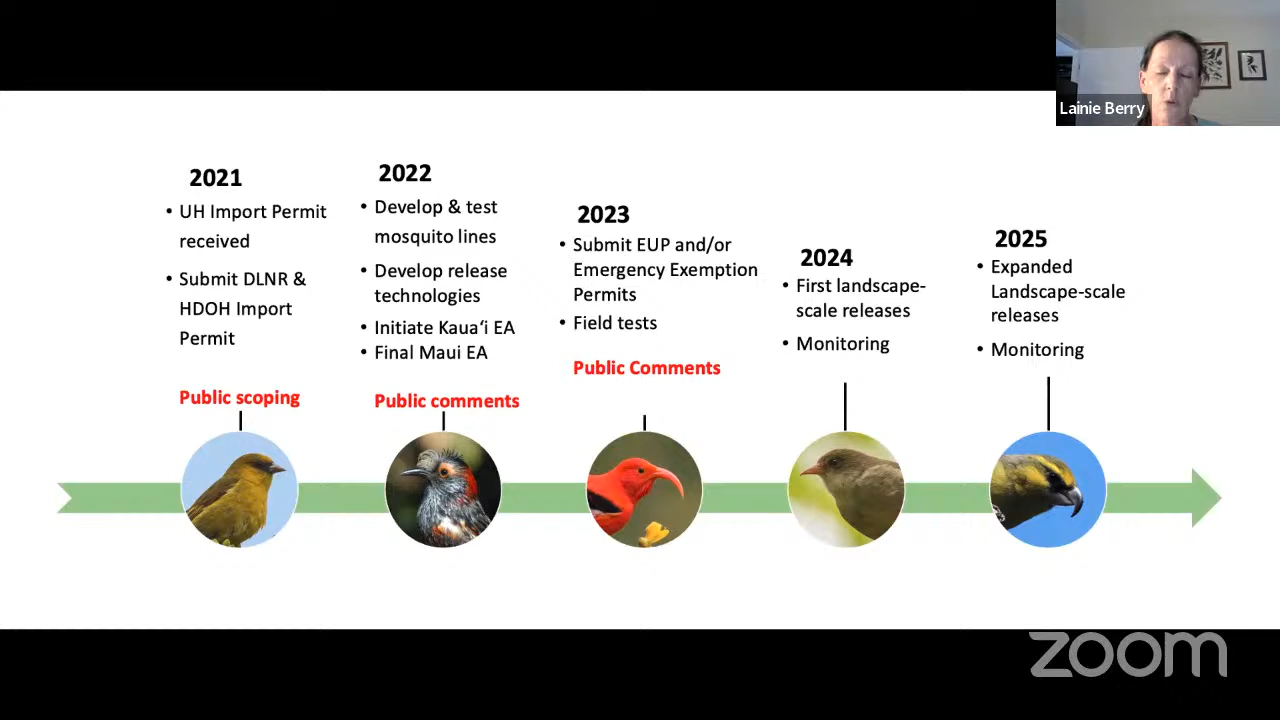 Lainie Berry
2021
• UH Import Permit
received
• Submit DLNR &
HDOH Import
Permit
Public scoping
2022
• Develop & test
mosquito lines
• Develop release
technologies
• Initiate Kauaʻi EA
• Final Maui EA
Public comments
2023
• Submit EUP and/or
Emergency Exemption
Permits
• Field tests
Public Comments
2024
• First landscape-
scale releases
• Monitoring
2025
• Expanded
Landscape-scale
releases
• Monitoring
zoom